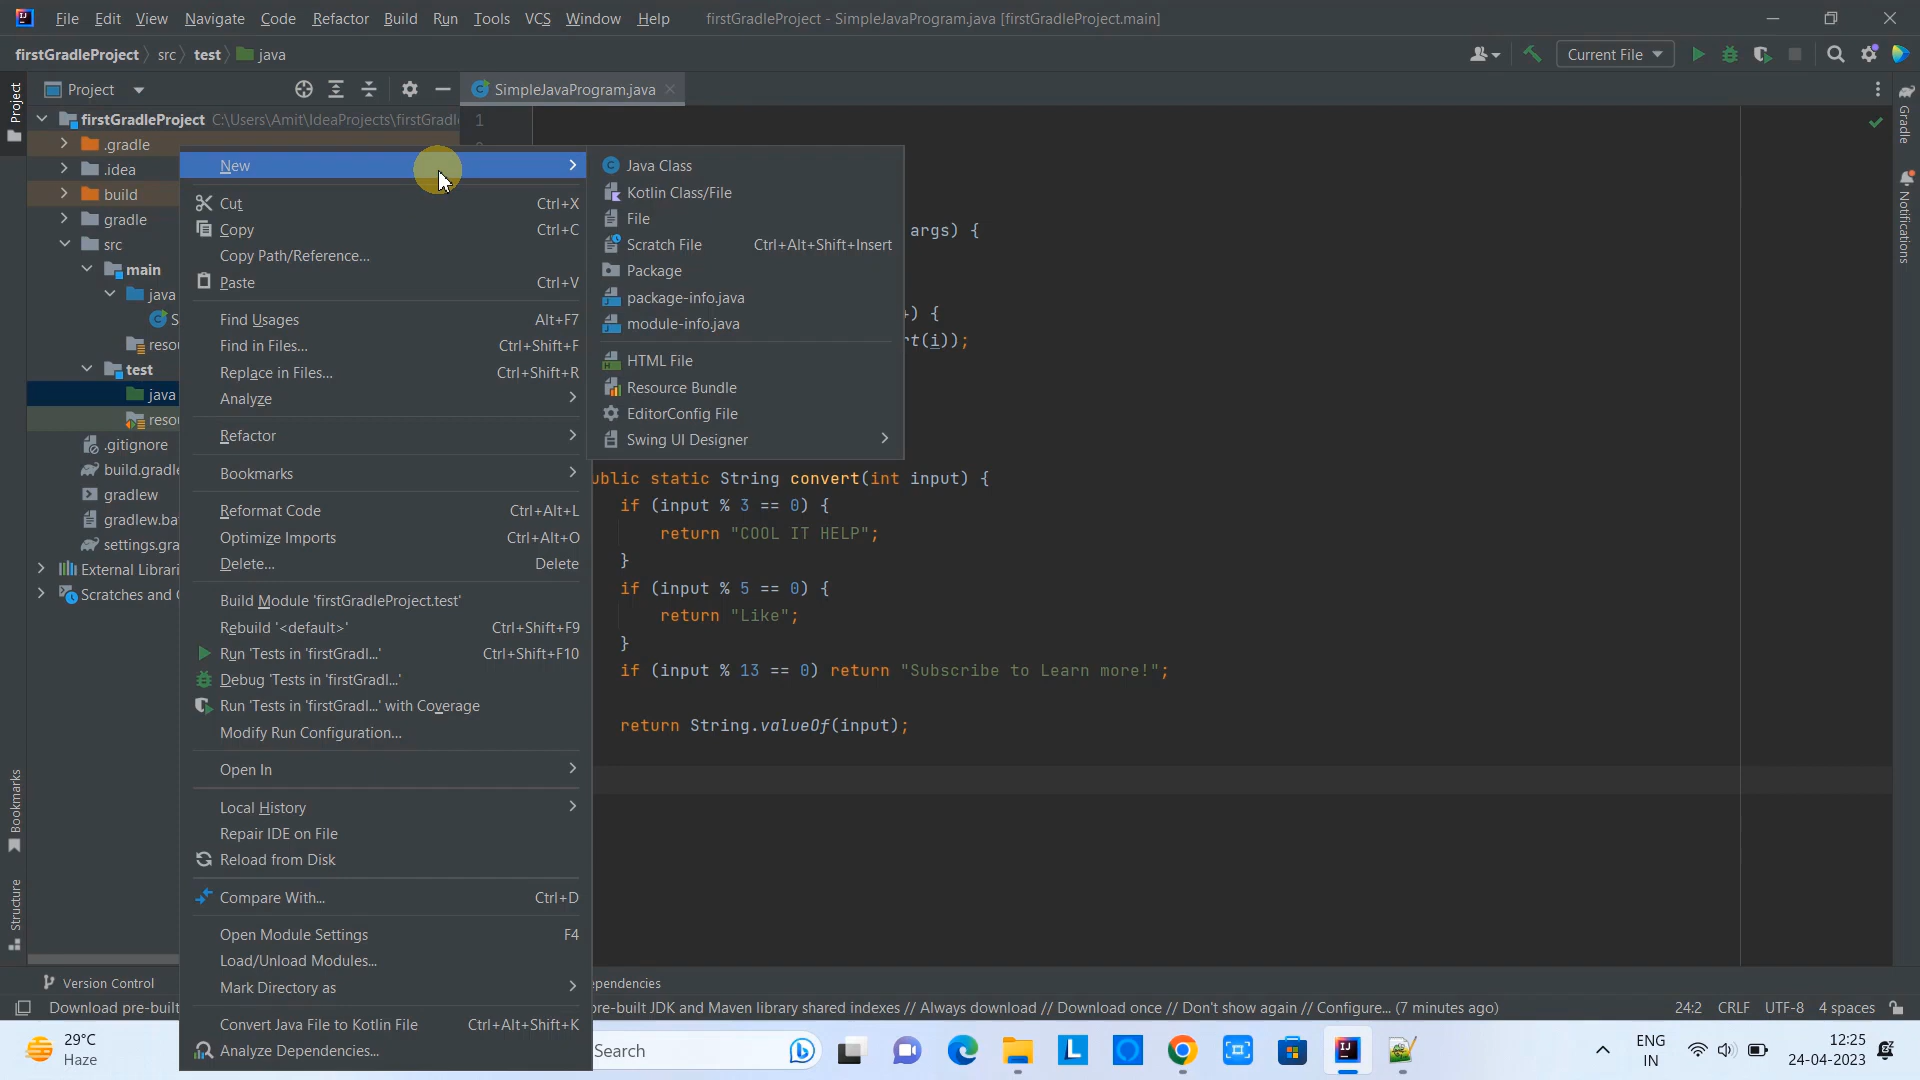 File Edit View Navigate Code Refactor Build Run Tools VCS Window Help firstGradleProject - SimpleJavaProgram.java [firstGradleProject.main]
firstGradleProject src test java
Current File
Project
SimpleJavaProgram.java
firstGradleProject C:\Users\Amit\IdeaProjects\firstGradl
1
.gradle
.idea
build
gradle
src
main
java
S
reso
test
java
reso
.gitignore
build.gradle
gradlew
gradlew.ba
settings.gra
External Librari
Scratches and C
New
Cut Ctrl+X
Copy Ctrl+C
Copy Path/Reference...
Paste Ctrl+V
Find Usages Alt+F7
Find in Files... Ctrl+Shift+F
Replace in Files... Ctrl+Shift+R
Analyze
Refactor
Bookmarks
Reformat Code Ctrl+Alt+L
Optimize Imports Ctrl+Alt+O
Delete... Delete
Build Module 'firstGradleProject.test'
Rebuild '<default>' Ctrl+Shift+F9
Run 'Tests in 'firstGradl...' Ctrl+Shift+F10
Debug 'Tests in 'firstGradl...'
Run 'Tests in 'firstGradl...' with Coverage
Modify Run Configuration...
Open In
Local History
Repair IDE on File
Reload from Disk
Compare With... Ctrl+D
Open Module Settings F4
Load/Unload Modules...
Mark Directory as
Convert Java File to Kotlin File Ctrl+Alt+Shift+K
Analyze Dependencies...
Java Class
Kotlin Class/File
File
Scratch File Ctrl+Alt+Shift+Insert
Package
package-info.java
module-info.java
HTML File
Resource Bundle
EditorConfig File
Swing UI Designer
args) {
+) {
rt(i));
ublic static String convert(int input) {
if (input % 3 == 0) {
return "COOL IT HELP";
}
if (input % 5 == 0) {
return "Like";
}
if (input % 13 == 0) return "Subscribe to Learn more!";
return String.valueOf(input);
Project
Bookmarks
Structure
Gradle
Notifications
Version Control
ependencies
Download pre-built
pre-built JDK and Maven library shared indexes // Always download // Download once // Don't show again // Configure... (7 minutes ago)
24:2 CRLF UTF-8 4 spaces
29°C
Haze
Search
ENG
IN
12:25
24-04-2023